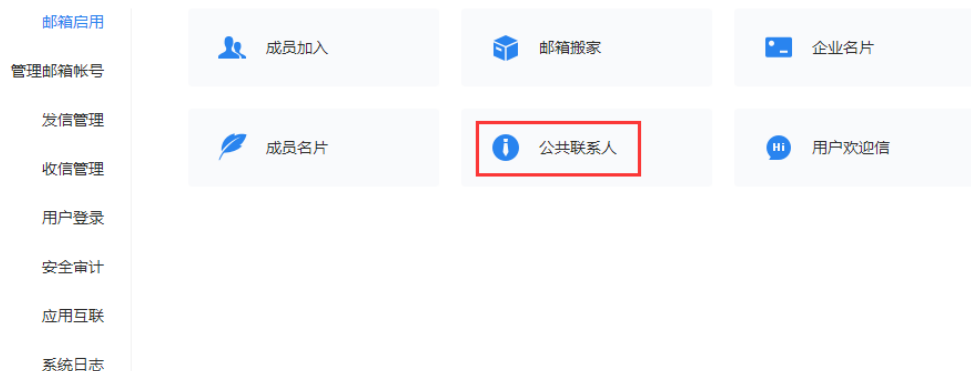 邮箱启用
管理邮箱帐号
发信管理
收信管理
用户登录
安全审计
应用互联
系统日志
成员加入
邮箱搬家
企业名片
成员名片
公共联系人
Hi
用户欢迎信